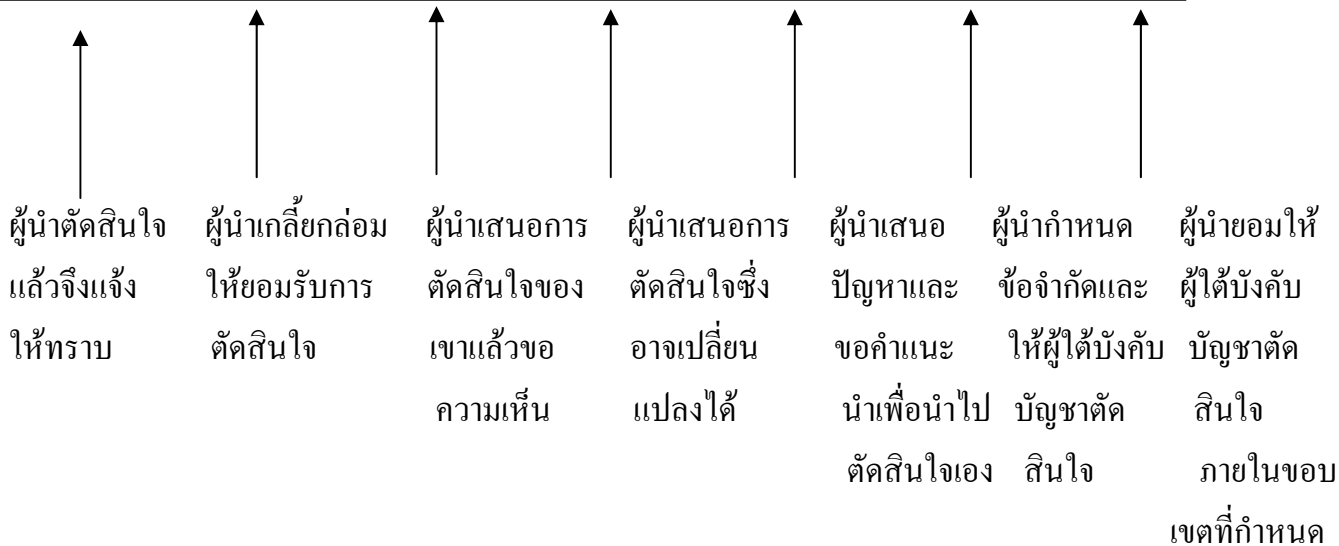 ผู้นำตัดสินใจ
แล้วจึงแจ้ง
ให้ทราบ
ผู้นำเกลี้ยกล่อม
ให้ยอมรับการ
ตัดสินใจ
ผู้นำเสนอการ
ตัดสินใจของ
เขาแล้วขอ
ความเห็น
ผู้นำเสนอการ
ตัดสินใจซึ่ง
อาจเปลี่ยน
แปลงได้
ผู้นำเสนอ
ปัญหาและ
ขอคำแนะ
นำเพื่อนำไป
ตัดสินใจเอง
ผู้นำกำหนด
ข้อจำกัดและ
ให้ผู้ใต้บังคับ
บัญชาตัด
สินใจ
ผู้นำยอมให้
ผู้ใต้บังคับ
บัญชาตัด
สินใจ
ภายในขอบ
เขตที่กำหนด